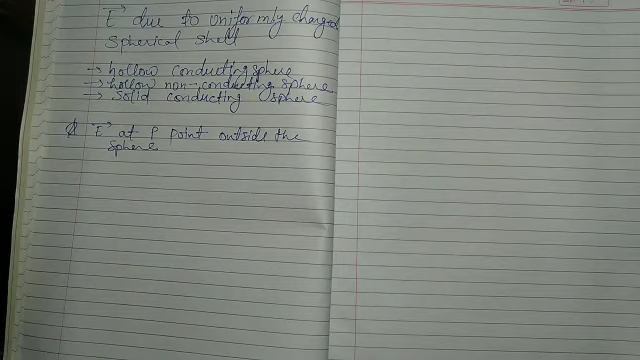 E→ due to Uniformly charged
Spherical Shell
→ hollow conducting sphere
→ hollow non-conducting sphere
→ Solid conducting sphere
E→ at P point outside the
sphere